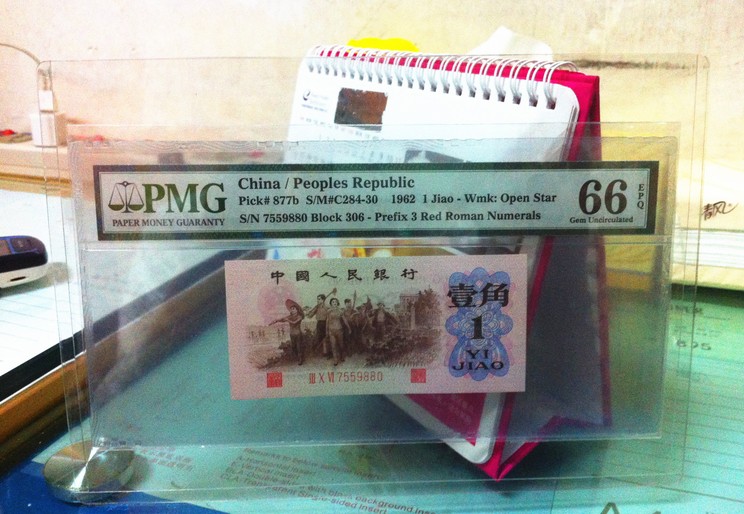 PMG
PAPER MONEY GUARANTY
China / Peoples Republic
Pick# 877b S/M#C284-30 1962 1 Jiao - Wmk: Open Star
S/N 7559880 Block 306 - Prefix 3 Red Roman Numerals
66 EPQ
Gem Uncirculated
中國人民銀行
壹角
1
YI
JIAO
III X VI 7559880